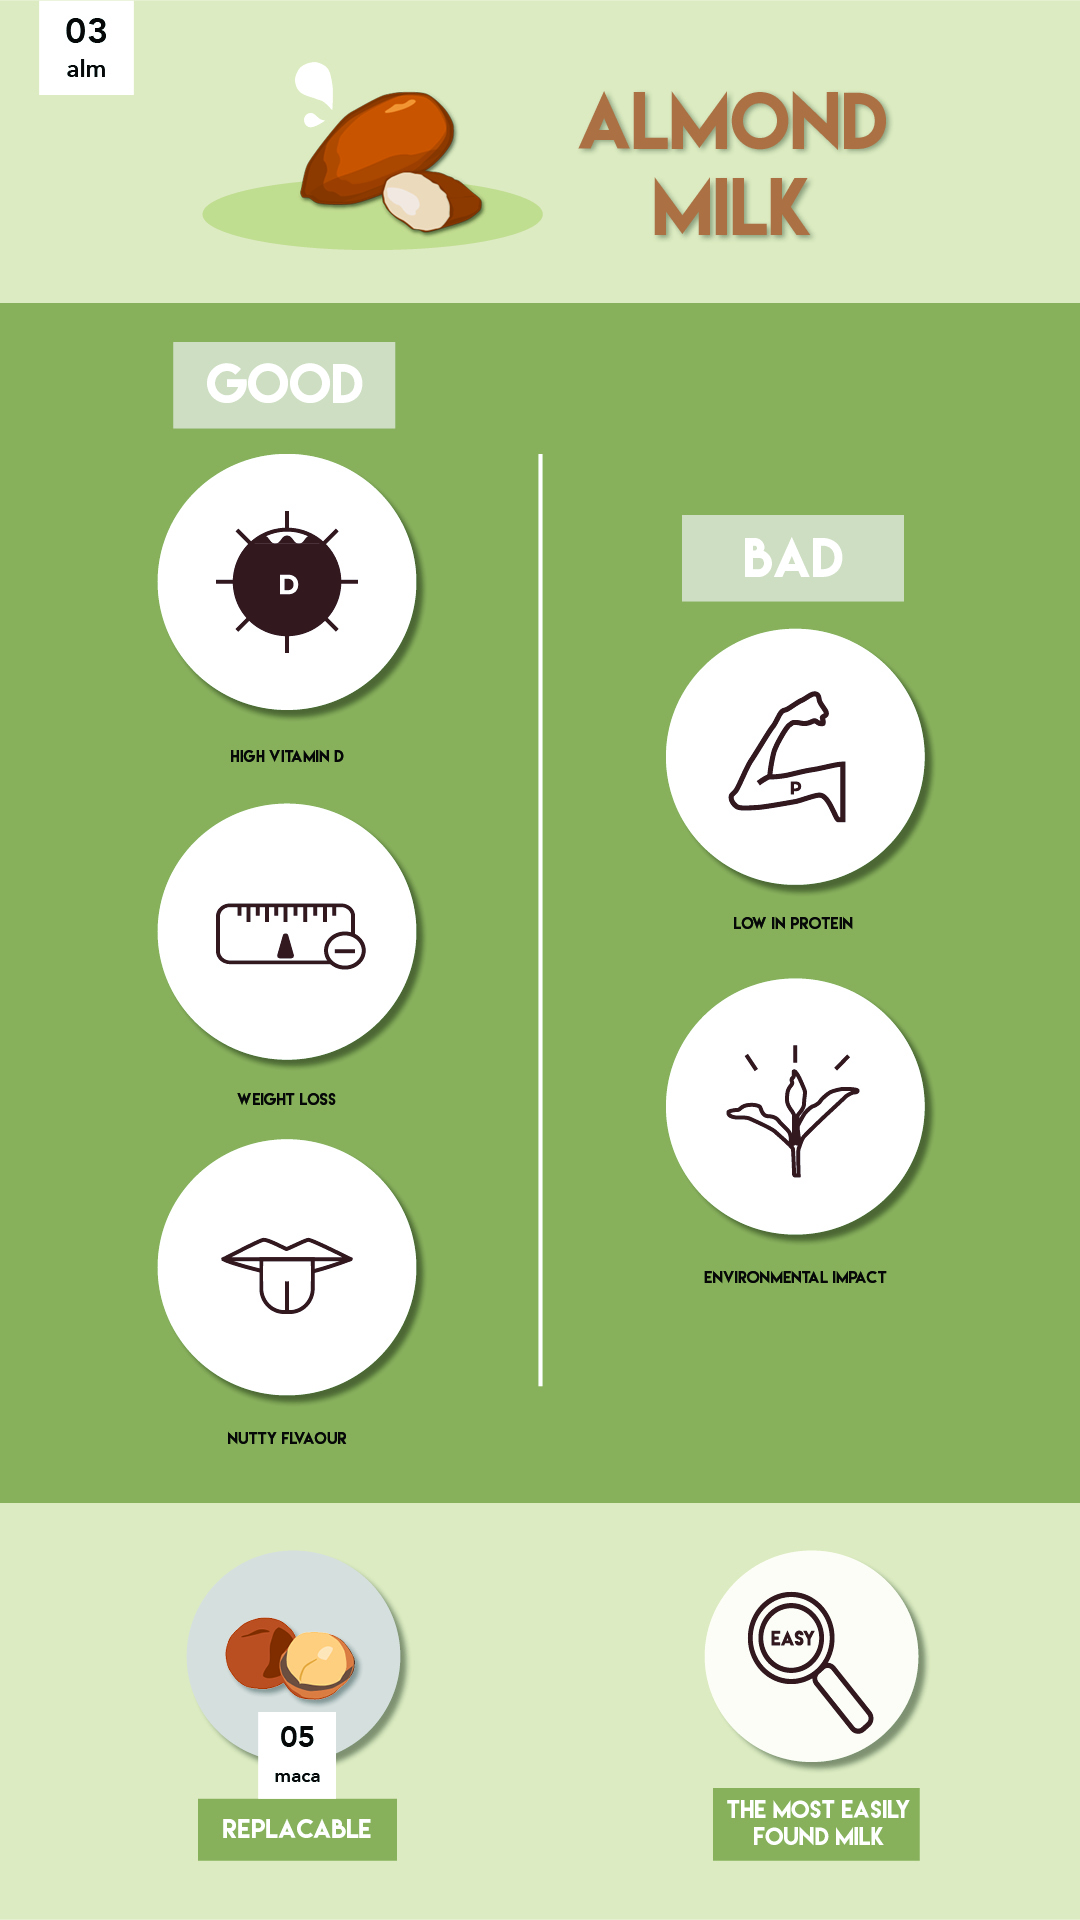 03
alm
ALMOND
MILK
GOOD
D
HIGH VITAMIN D
WEIGHT LOSS
NUTTY FLVAOUR
BAD
P
LOW IN PROTEIN
ENVIRONMENTAL IMPACT
05
maca
REPLACABLE
EASY
THE MOST EASILY
FOUND MILK